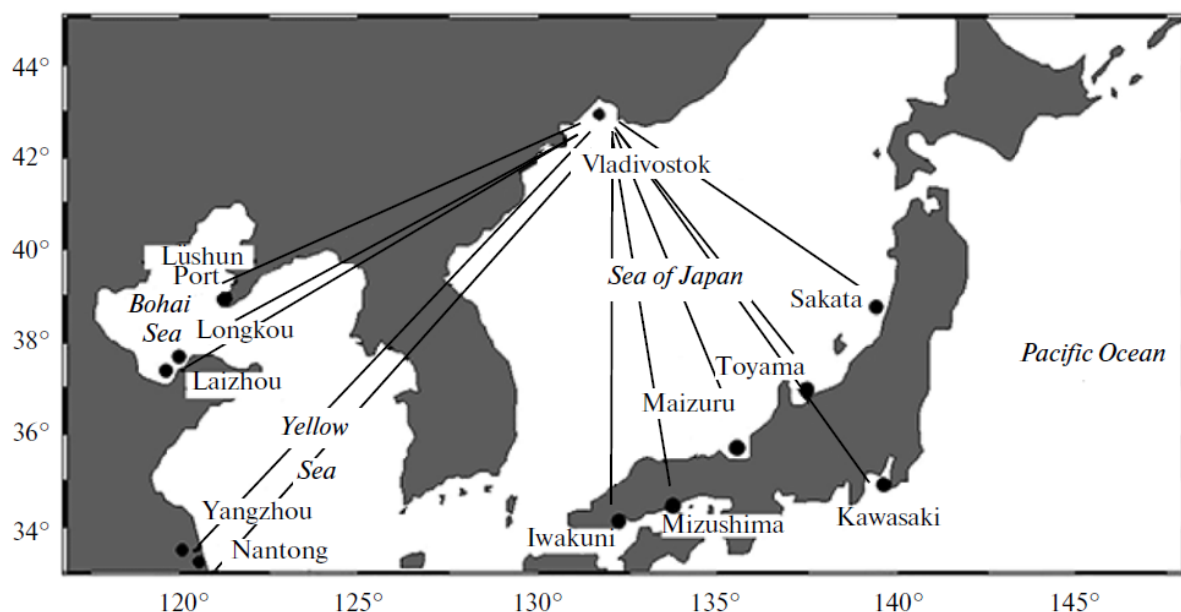 44°
42°
Vladivostok
40°
Lüshun
Port
Sea of Japan
Bohai
Sea
Sakata
Longkou
38°
Pacific Ocean
Toyama
Laizhou
Maizuru
36°
Yellow
Sea
Yangzhou
34°
Kawasaki
Mizushima
Iwakuni
Nantong
120°
125°
130°
135°
140°
145°